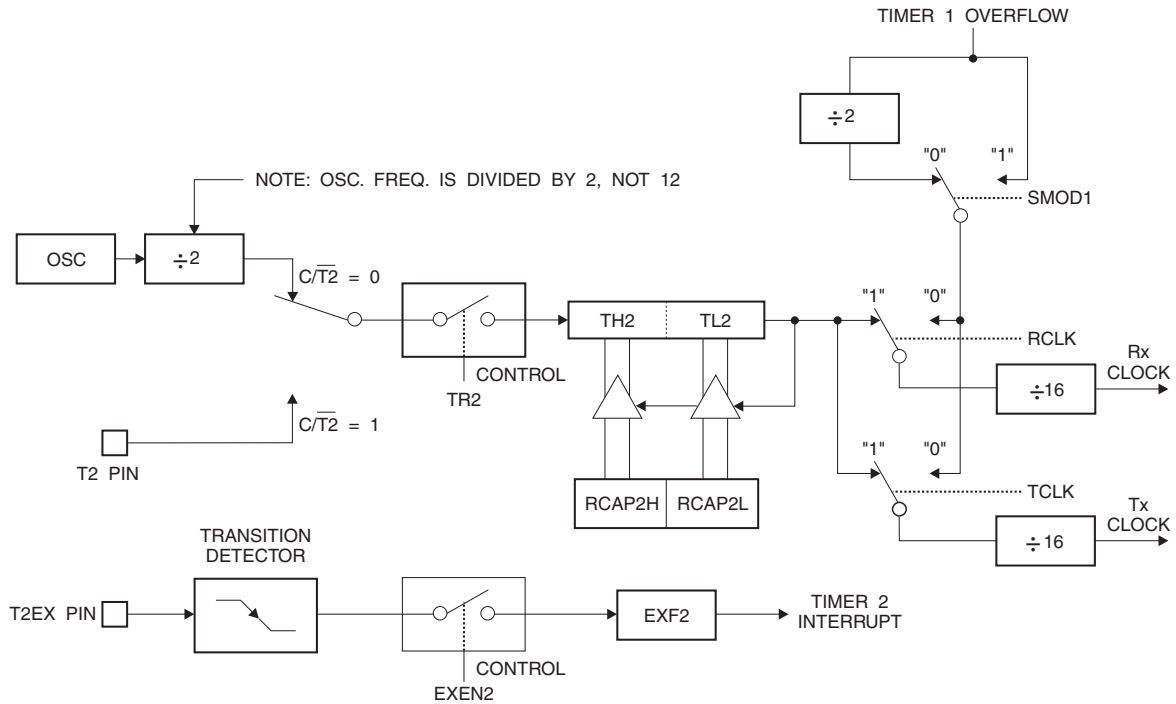 TIMER 1 OVERFLOW
÷2
"0" "1"
NOTE: OSC. FREQ. IS DIVIDED BY 2, NOT 12
SMOD1
OSC
÷2
C/T2̅ = 0
"1" "0"
TH2 TL2
RCLK
Rx
CLOCK
CONTROL
TR2
÷16
C/T2̅ = 1
T2 PIN
"1" "0"
RCAP2H RCAP2L
TCLK
Tx
CLOCK
÷16
TRANSITION
DETECTOR
T2EX PIN
EXF2
TIMER 2
INTERRUPT
CONTROL
EXEN2